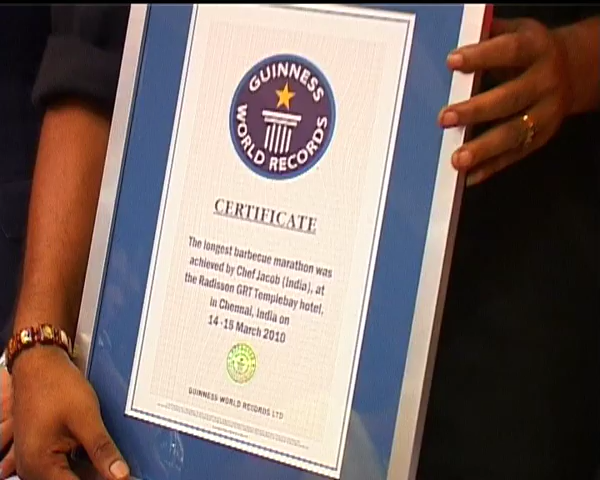 GUINNESS
WORLD RECORDS
CERTIFICATE
The longest barbecue marathon was
achieved by Chef Jacob (India), at
the Radisson GRT Templebay hotel,
in Chennai, India on
14-15 March 2010
GUINNESS WORLD RECORDS LTD